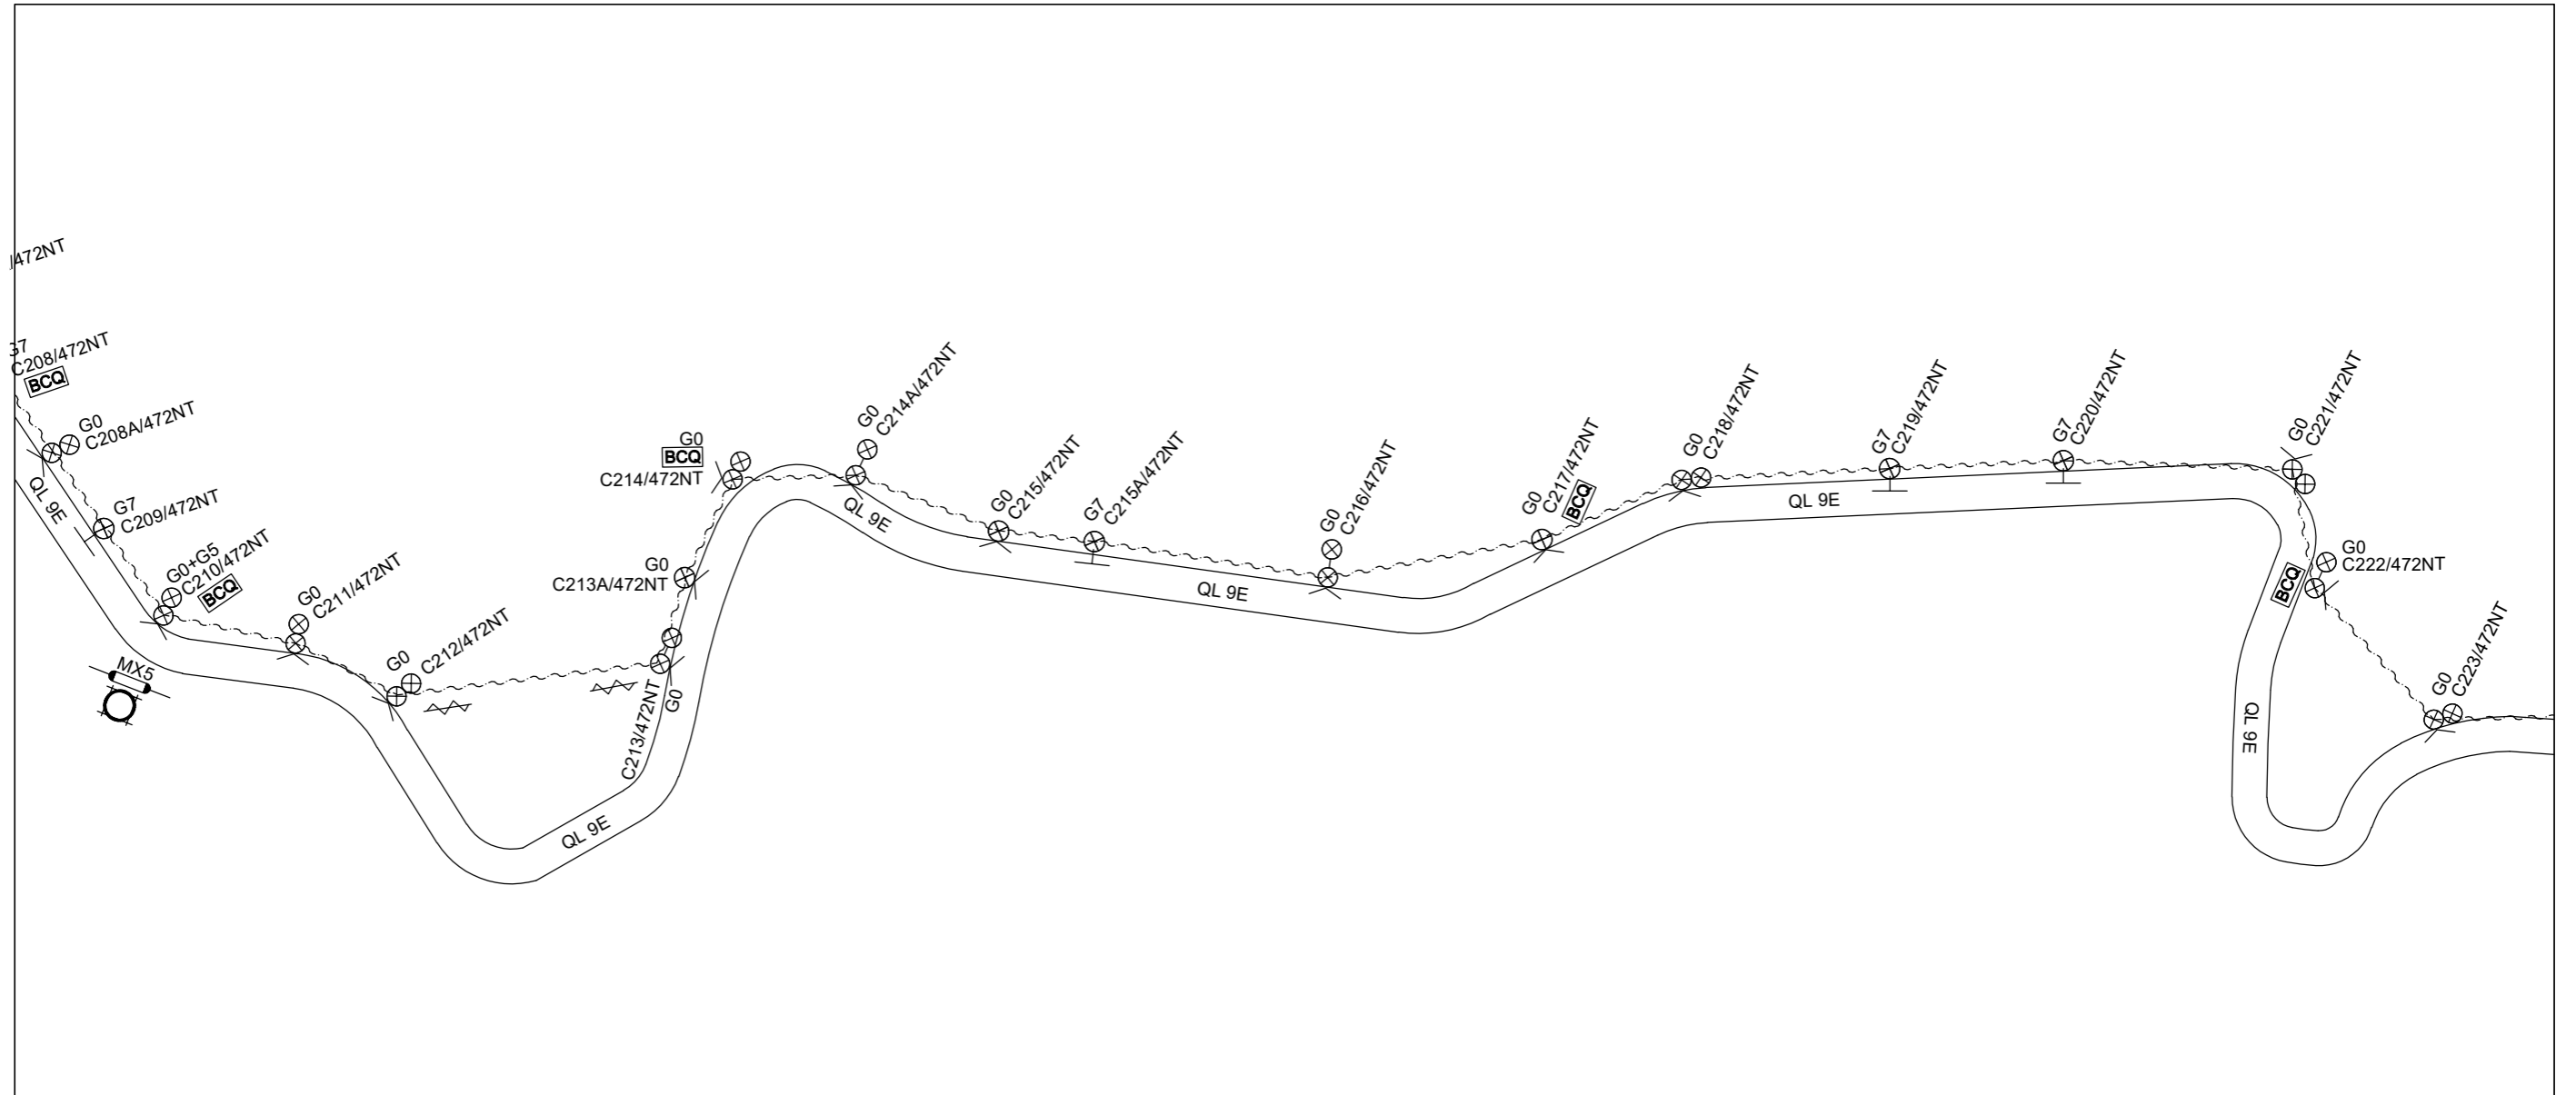 /472NT
G7
C208/472NT
BCQ
G0
C208A/472NT
QL 9E
G7
C209/472NT
G0+G5
C210/472NT
BCQ
G0
C211/472NT
G0
C212/472NT
MX5
C213/472NT
G0
QL 9E
G0
C213A/472NT
G0
BCQ
C214/472NT
G0
C214A/472NT
QL 9E
G0
C215/472NT
G7
C215A/472NT
QL 9E
G0
C216/472NT
G0
C217/472NT
BCQ
G0
C218/472NT
QL 9E
G7
C219/472NT
G7
C220/472NT
G0
C221/472NT
G0
C222/472NT
BCQ
QL 9E
G0
C223/472NT